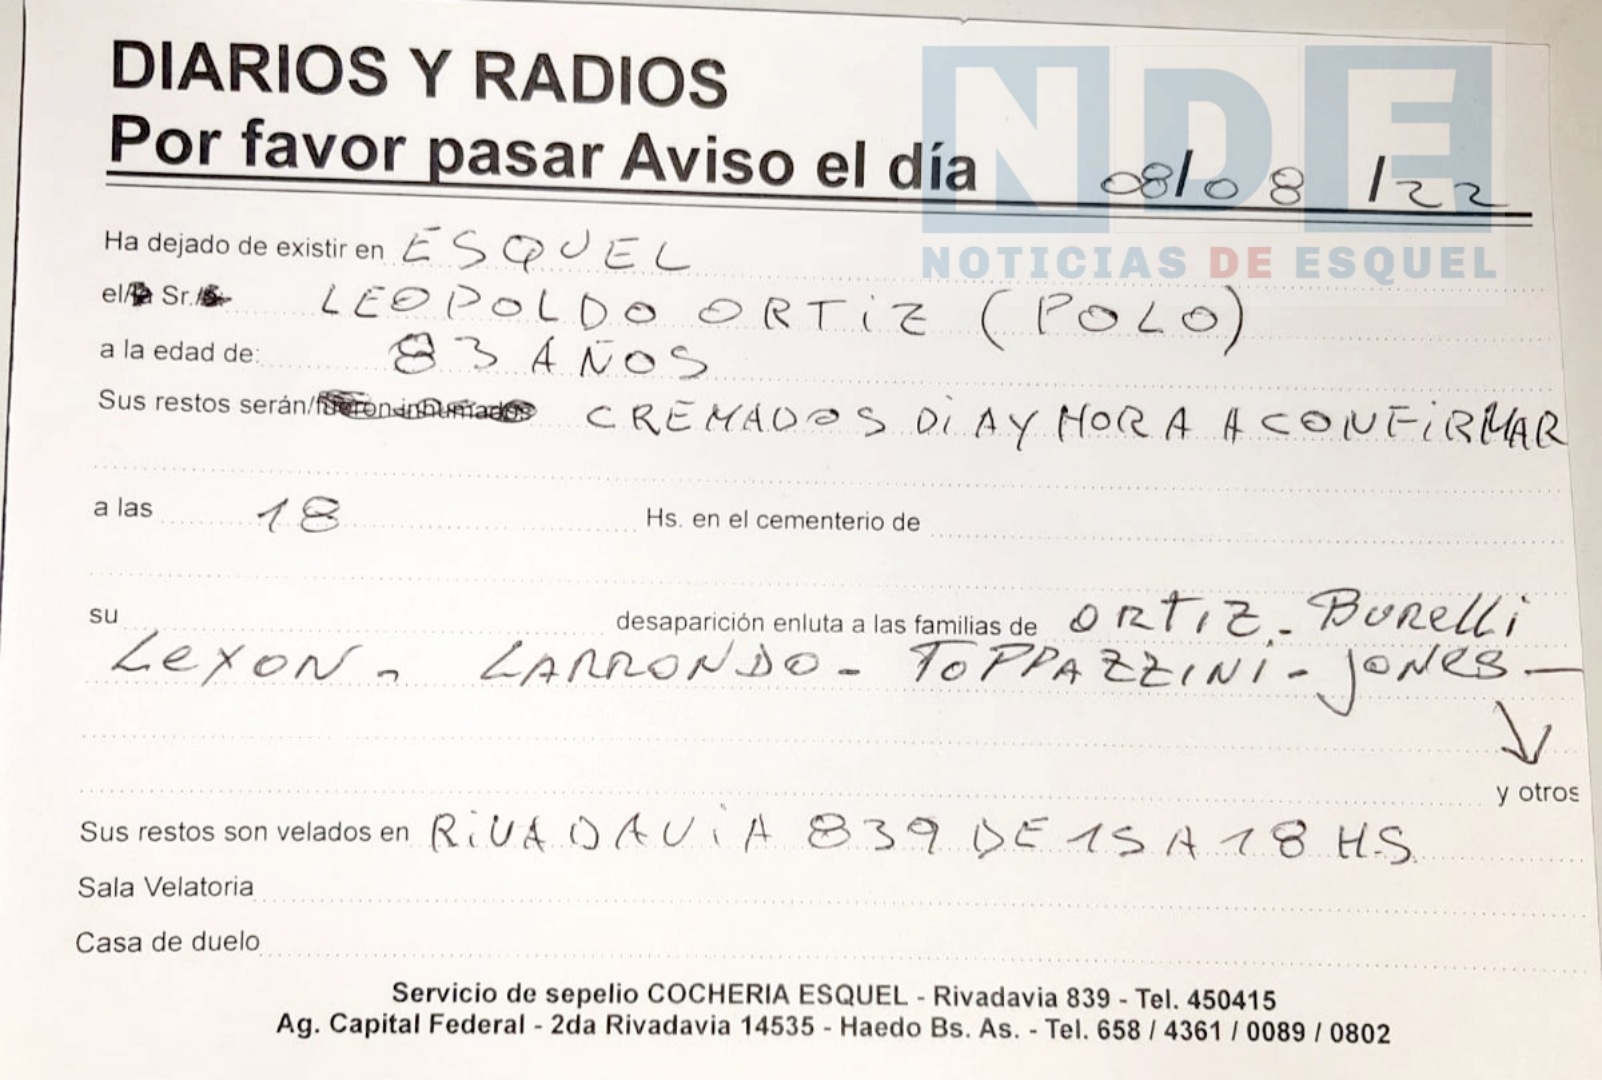 DIARIOS Y RADIOS
Por favor pasar Aviso el día 08/08/22
NDE
NOTICIAS DE ESQUEL
Ha dejado de existir en ESQUEL
el/la Sr./a LEOPOLDO ORTIZ (POLO)
a la edad de: 83 AÑOS
Sus restos serán/fueron inhumados CREMADOS DIA Y HORA A CONFIRMAR
a las 18 Hs. en el cementerio de
su desaparición enluta a las familias de ORTIZ - BURELLI
LEXON - LARRONDO - TOPPAZZINI - JONES -
y otros
Sus restos son velados en RIVADAVIA 839 DE 15 A 18 HS.
Sala Velatoria
Casa de duelo
Servicio de sepelio COCHERIA ESQUEL - Rivadavia 839 - Tel. 450415
Ag. Capital Federal - 2da Rivadavia 14535 - Haedo Bs. As. - Tel. 658 / 4361 / 0089 / 0802